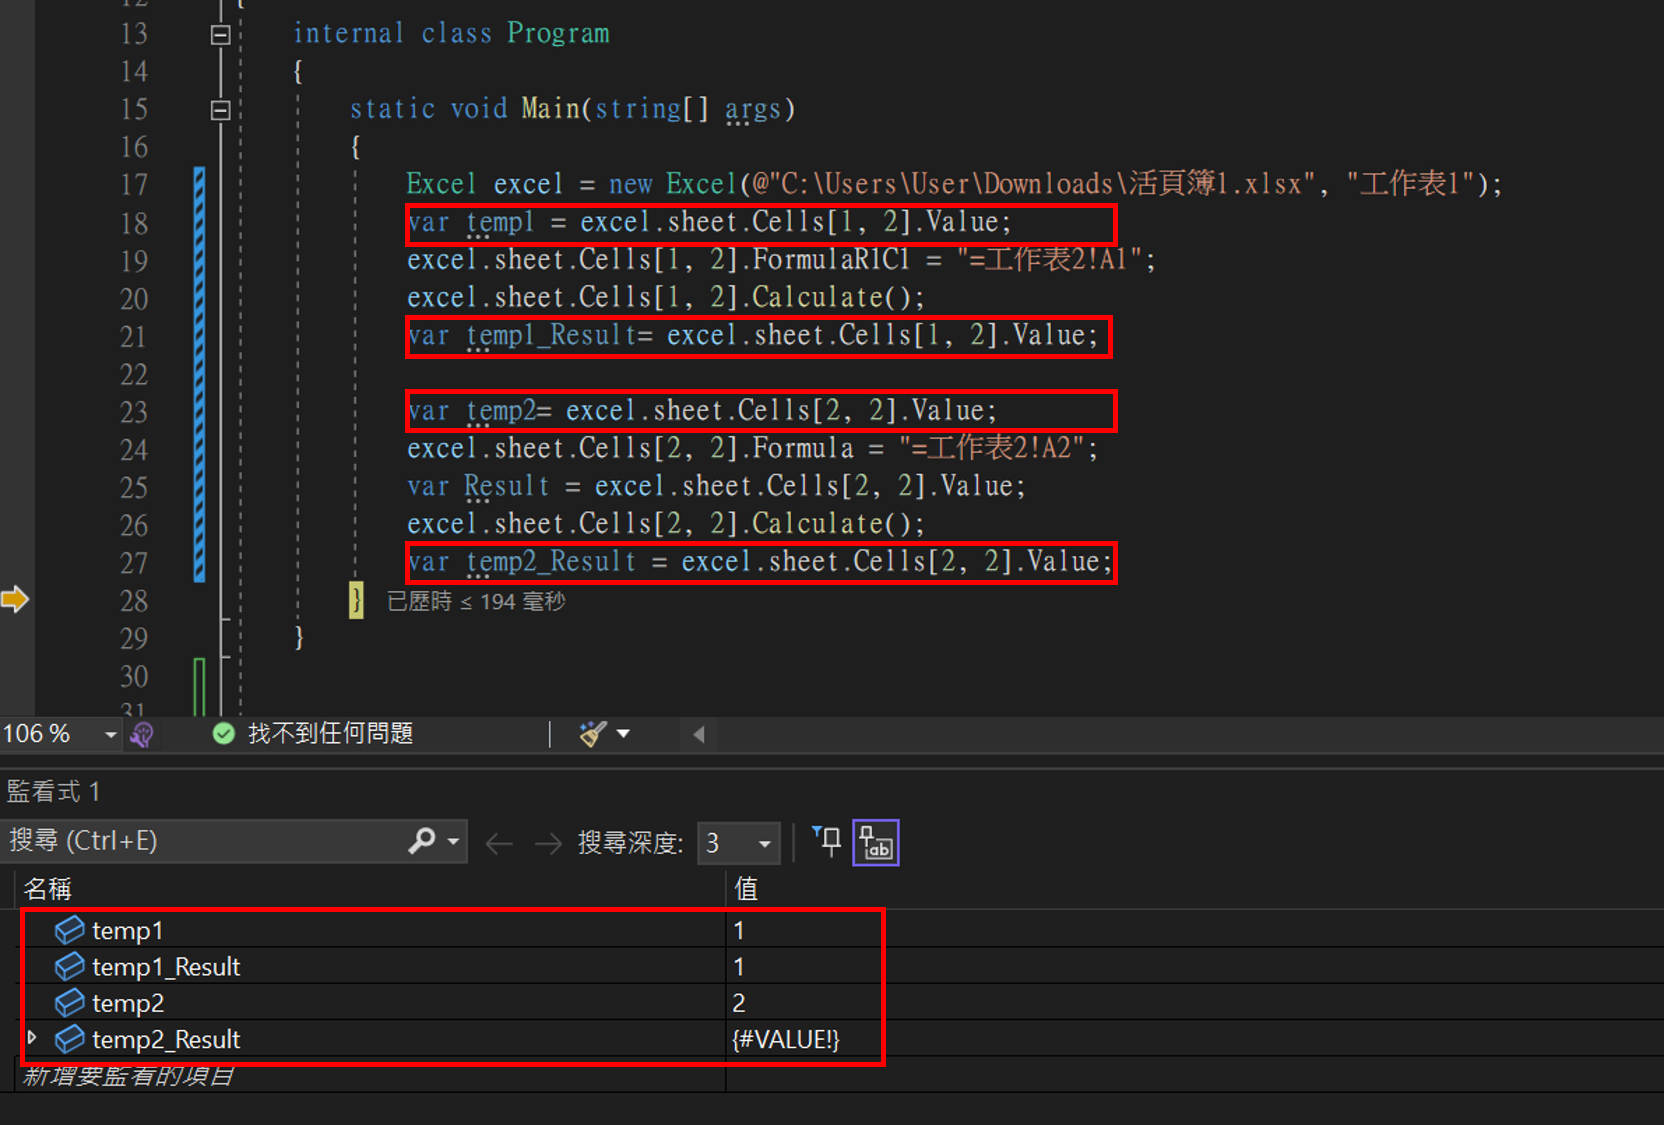 12 {
13 internal class Program
14 {
15 static void Main(string[] args)
16 {
17 Excel excel = new Excel(@"C:\Users\User\Downloads\活頁簿1.xlsx", "工作表1");
18 var temp1 = excel.sheet.Cells[1, 2].Value;
19 excel.sheet.Cells[1, 2].FormulaR1C1 = "=工作表2!A1";
20 excel.sheet.Cells[1, 2].Calculate();
21 var temp1_Result= excel.sheet.Cells[1, 2].Value;
22
23 var temp2= excel.sheet.Cells[2, 2].Value;
24 excel.sheet.Cells[2, 2].Formula = "=工作表2!A2";
25 var Result = excel.sheet.Cells[2, 2].Value;
26 excel.sheet.Cells[2, 2].Calculate();
27 var temp2_Result = excel.sheet.Cells[2, 2].Value;
28 } 已歷時 ≤ 194 毫秒
29 }
30
31
106 % 找不到任何問題
監看式 1
搜尋 (Ctrl+E) 搜尋深度: 3
名稱 值
temp1 1
temp1_Result 1
temp2 2
temp2_Result {#VALUE!}
新增要監看的項目